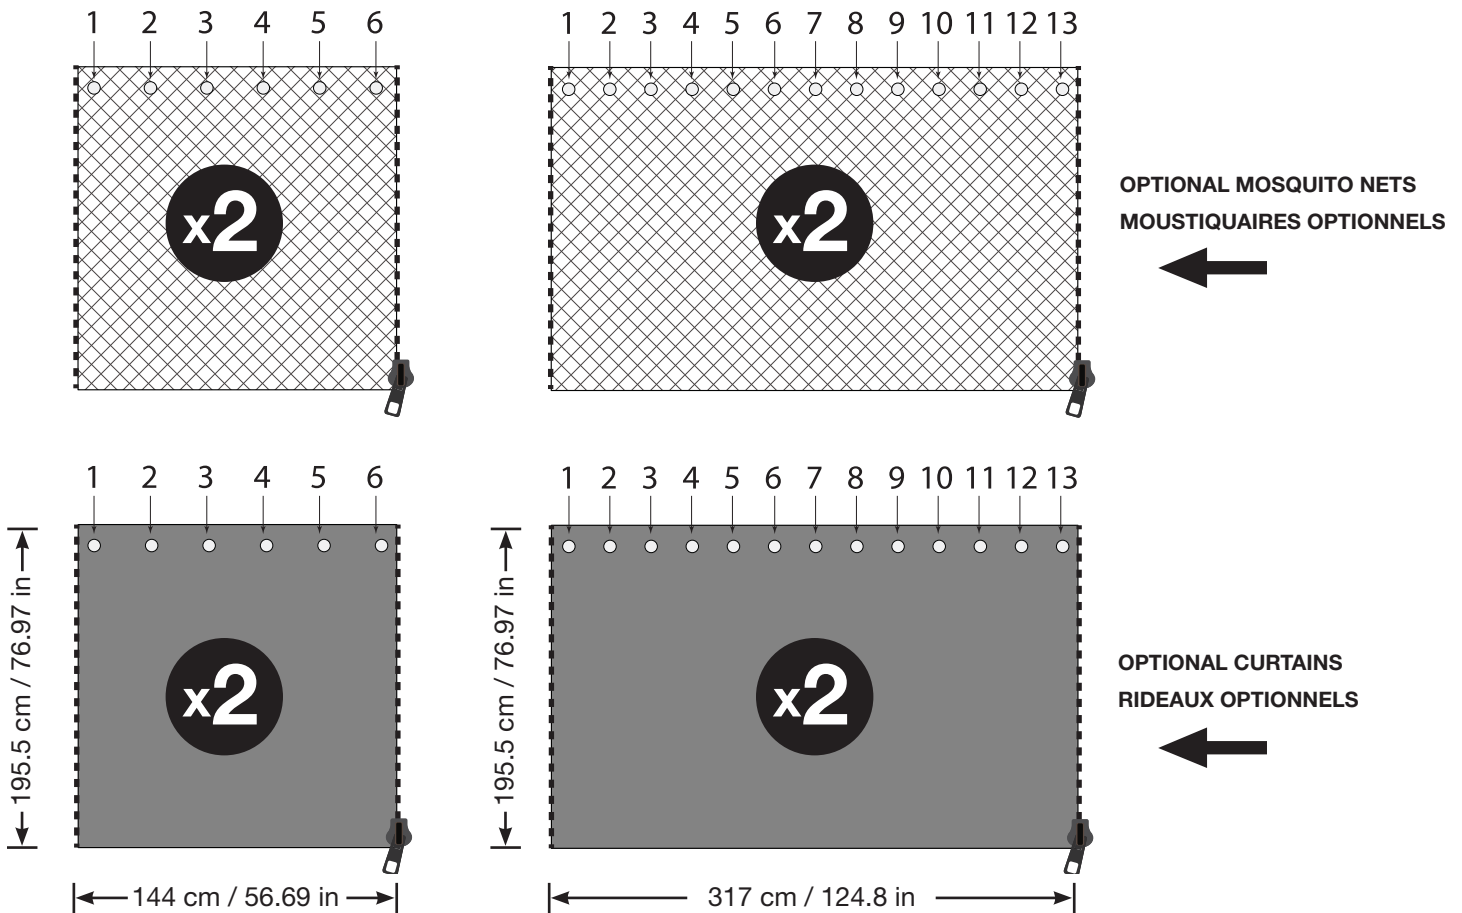 1 2 3 4 5 6
1 2 3 4 5 6 7 8 9 10 11 12 13
x2
x2
OPTIONAL MOSQUITO NETS
MOUSTIQUAIRES OPTIONNELS
1 2 3 4 5 6
1 2 3 4 5 6 7 8 9 10 11 12 13
195.5 cm / 76.97 in
x2
195.5 cm / 76.97 in
x2
OPTIONAL CURTAINS
RIDEAUX OPTIONNELS
144 cm / 56.69 in
317 cm / 124.8 in